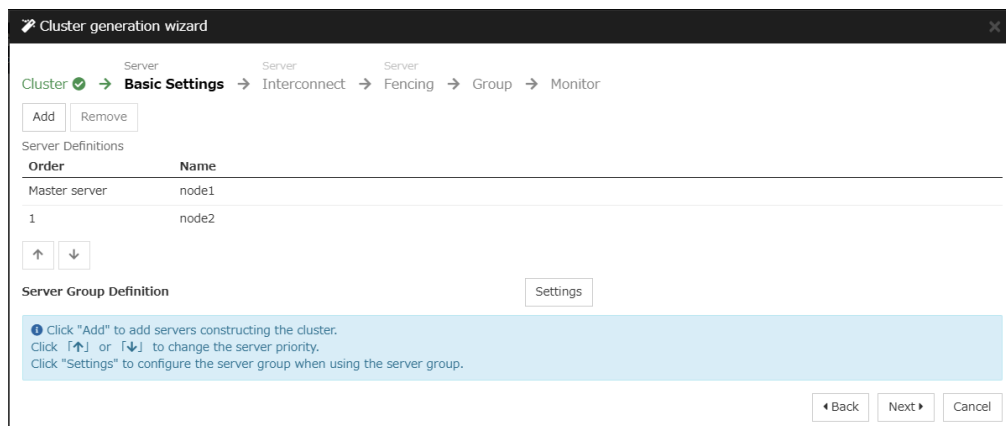 Cluster generation wizard
Server Server Server
Cluster → Basic Settings → Interconnect → Fencing → Group → Monitor
Add Remove
Server Definitions
Order Name
Master server node1
1 node2
↑ ↓
Server Group Definition Settings
Click "Add" to add servers constructing the cluster.
Click 「↑」 or 「↓」 to change the server priority.
Click "Settings" to configure the server group when using the server group.
Back Next Cancel